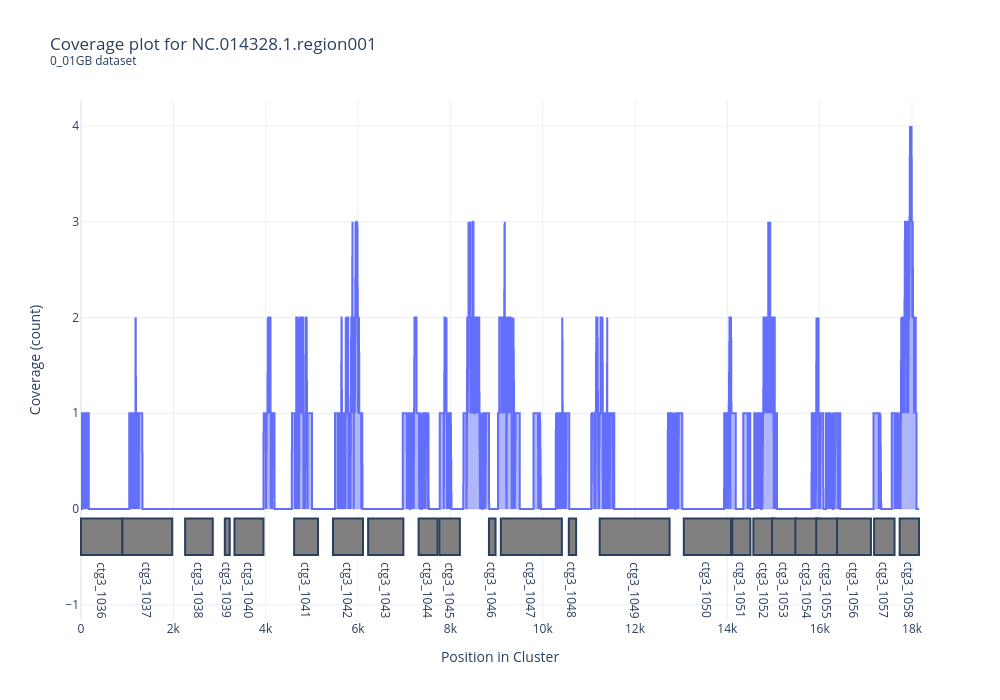 Coverage plot for NC.014328.1.region001
0_01GB dataset
4
3
2
1
0
−1
Coverage (count)
ctg3_1036
ctg3_1037
ctg3_1038
ctg3_1039
ctg3_1040
ctg3_1041
ctg3_1042
ctg3_1043
ctg3_1044
ctg3_1045
ctg3_1046
ctg3_1047
ctg3_1048
ctg3_1049
ctg3_1050
ctg3_1051
ctg3_1052
ctg3_1053
ctg3_1054
ctg3_1055
ctg3_1056
ctg3_1057
ctg3_1058
0 2k 4k 6k 8k 10k 12k 14k 16k 18k
Position in Cluster